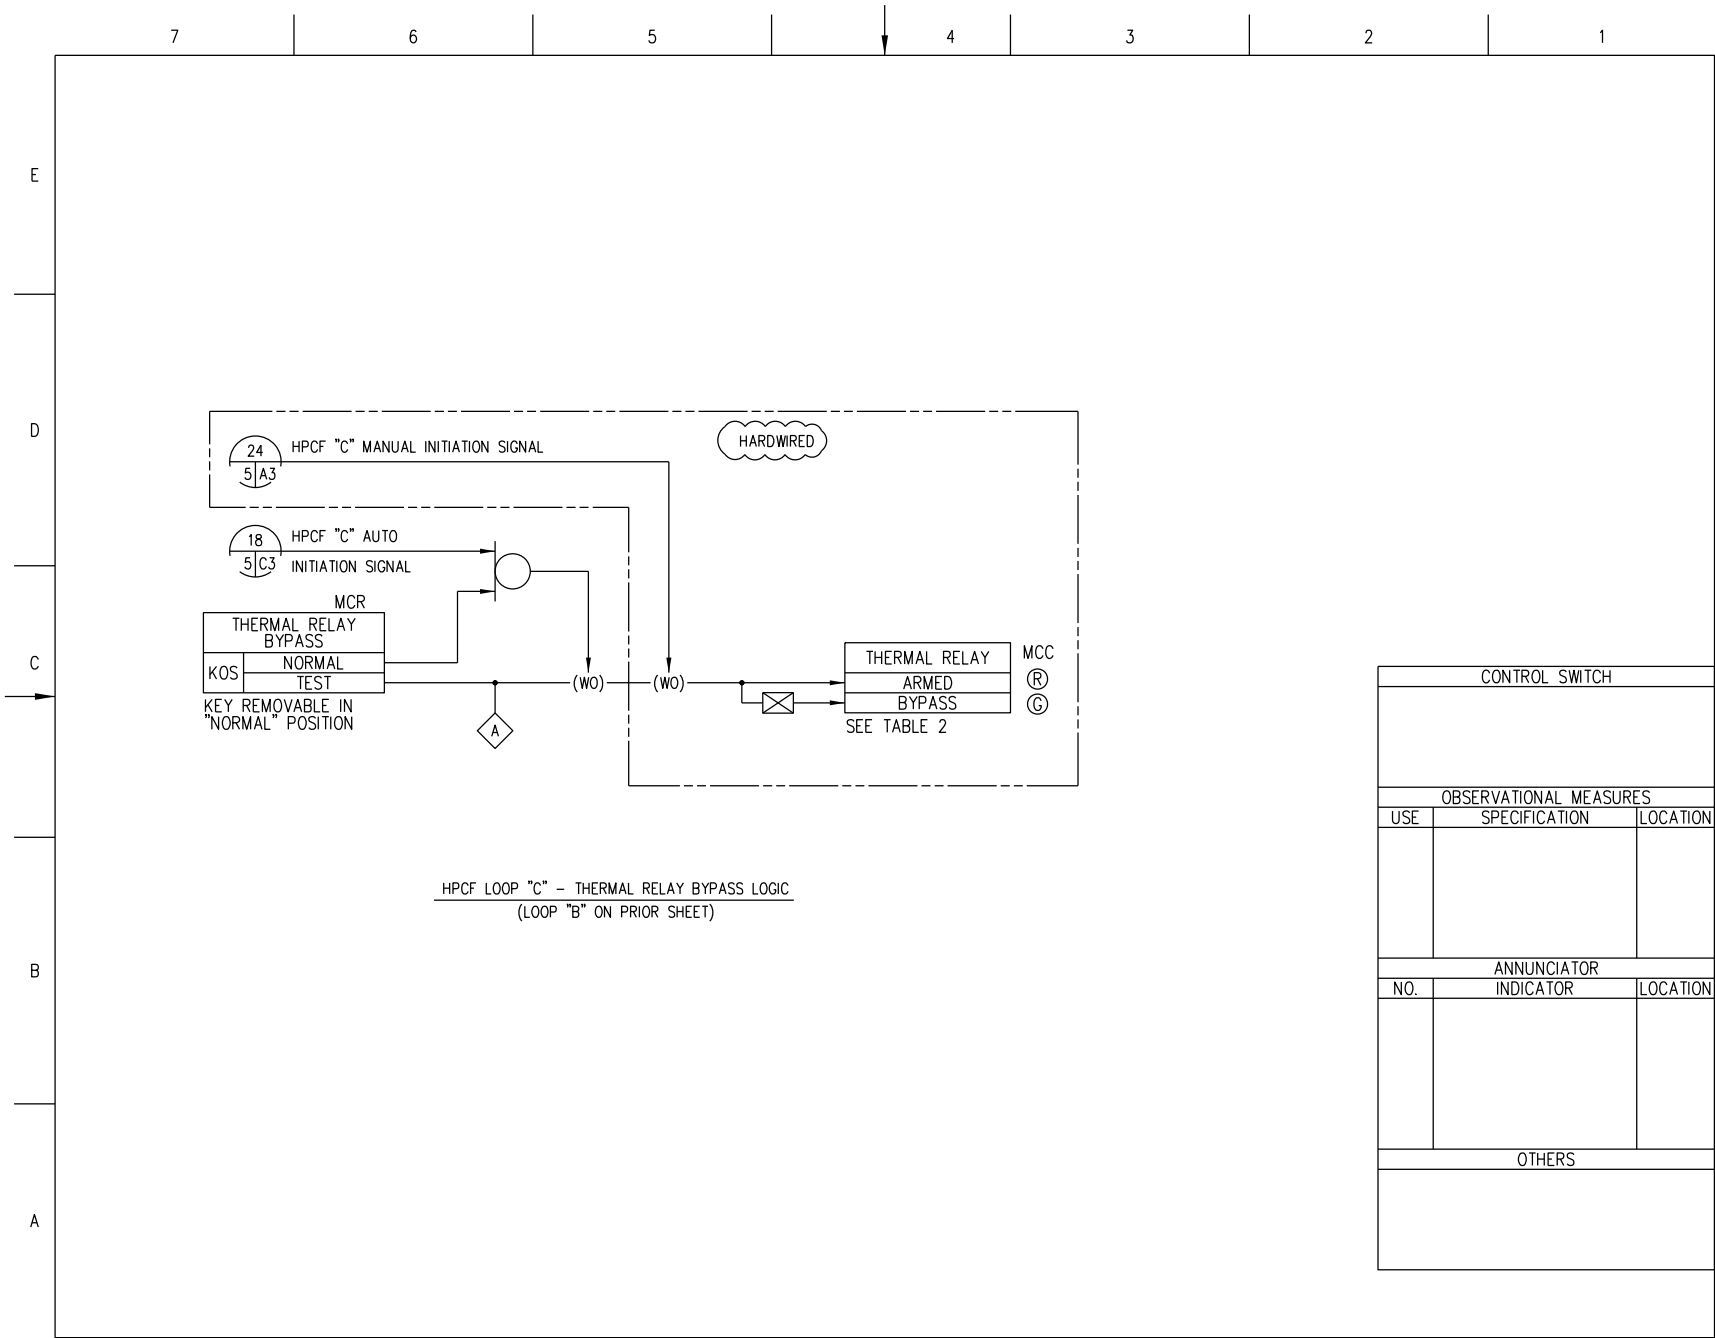 7 6 5 4 3 2 1
E
D
C
B
A
24
5 A3
HPCF "C" MANUAL INITIATION SIGNAL
HARDWIRED
18
5 C3
HPCF "C" AUTO
INITIATION SIGNAL
MCR
THERMAL RELAY
BYPASS
KOS
NORMAL
TEST
KEY REMOVABLE IN
"NORMAL" POSITION
A
(WO)
(WO)
THERMAL RELAY
ARMED
BYPASS
MCC
R
G
SEE TABLE 2
HPCF LOOP "C" - THERMAL RELAY BYPASS LOGIC
(LOOP "B" ON PRIOR SHEET)
CONTROL SWITCH
OBSERVATIONAL MEASURES
USE SPECIFICATION LOCATION
ANNUNCIATOR
NO. INDICATOR LOCATION
OTHERS